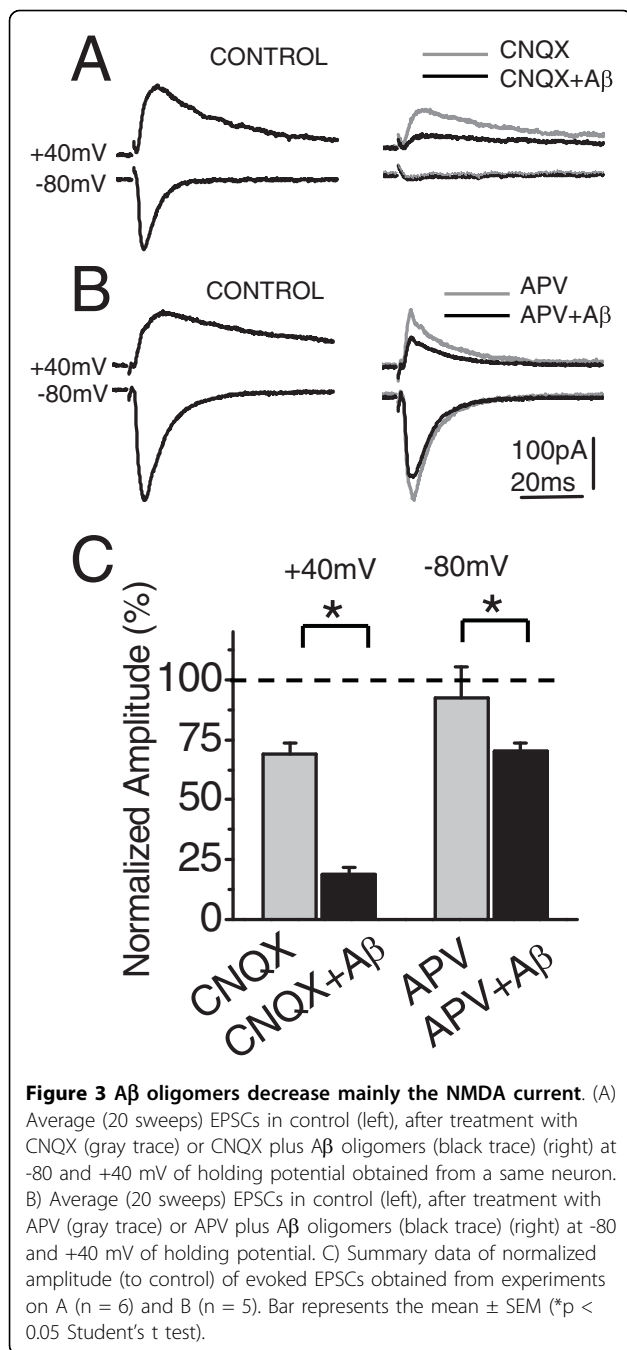 A
CONTROL
CNQX
CNQX+Aβ
+40mV
-80mV
B
CONTROL
APV
APV+Aβ
+40mV
-80mV
100pA
20ms
C
+40mV
-80mV
*
*
Normalized Amplitude (%)
100
75
50
25
0
CNQX
CNQX+Aβ
APV
APV+Aβ
Figure 3 Aβ oligomers decrease mainly the NMDA current. (A)
Average (20 sweeps) EPSCs in control (left), after treatment with
CNQX (gray trace) or CNQX plus Aβ oligomers (black trace) (right) at
-80 and +40 mV of holding potential obtained from a same neuron.
B) Average (20 sweeps) EPSCs in control (left), after treatment with
APV (gray trace) or APV plus Aβ oligomers (black trace) (right) at -80
and +40 mV of holding potential. C) Summary data of normalized
amplitude (to control) of evoked EPSCs obtained from experiments
on A (n = 6) and B (n = 5). Bar represents the mean ± SEM (*p <
0.05 Student's t test).